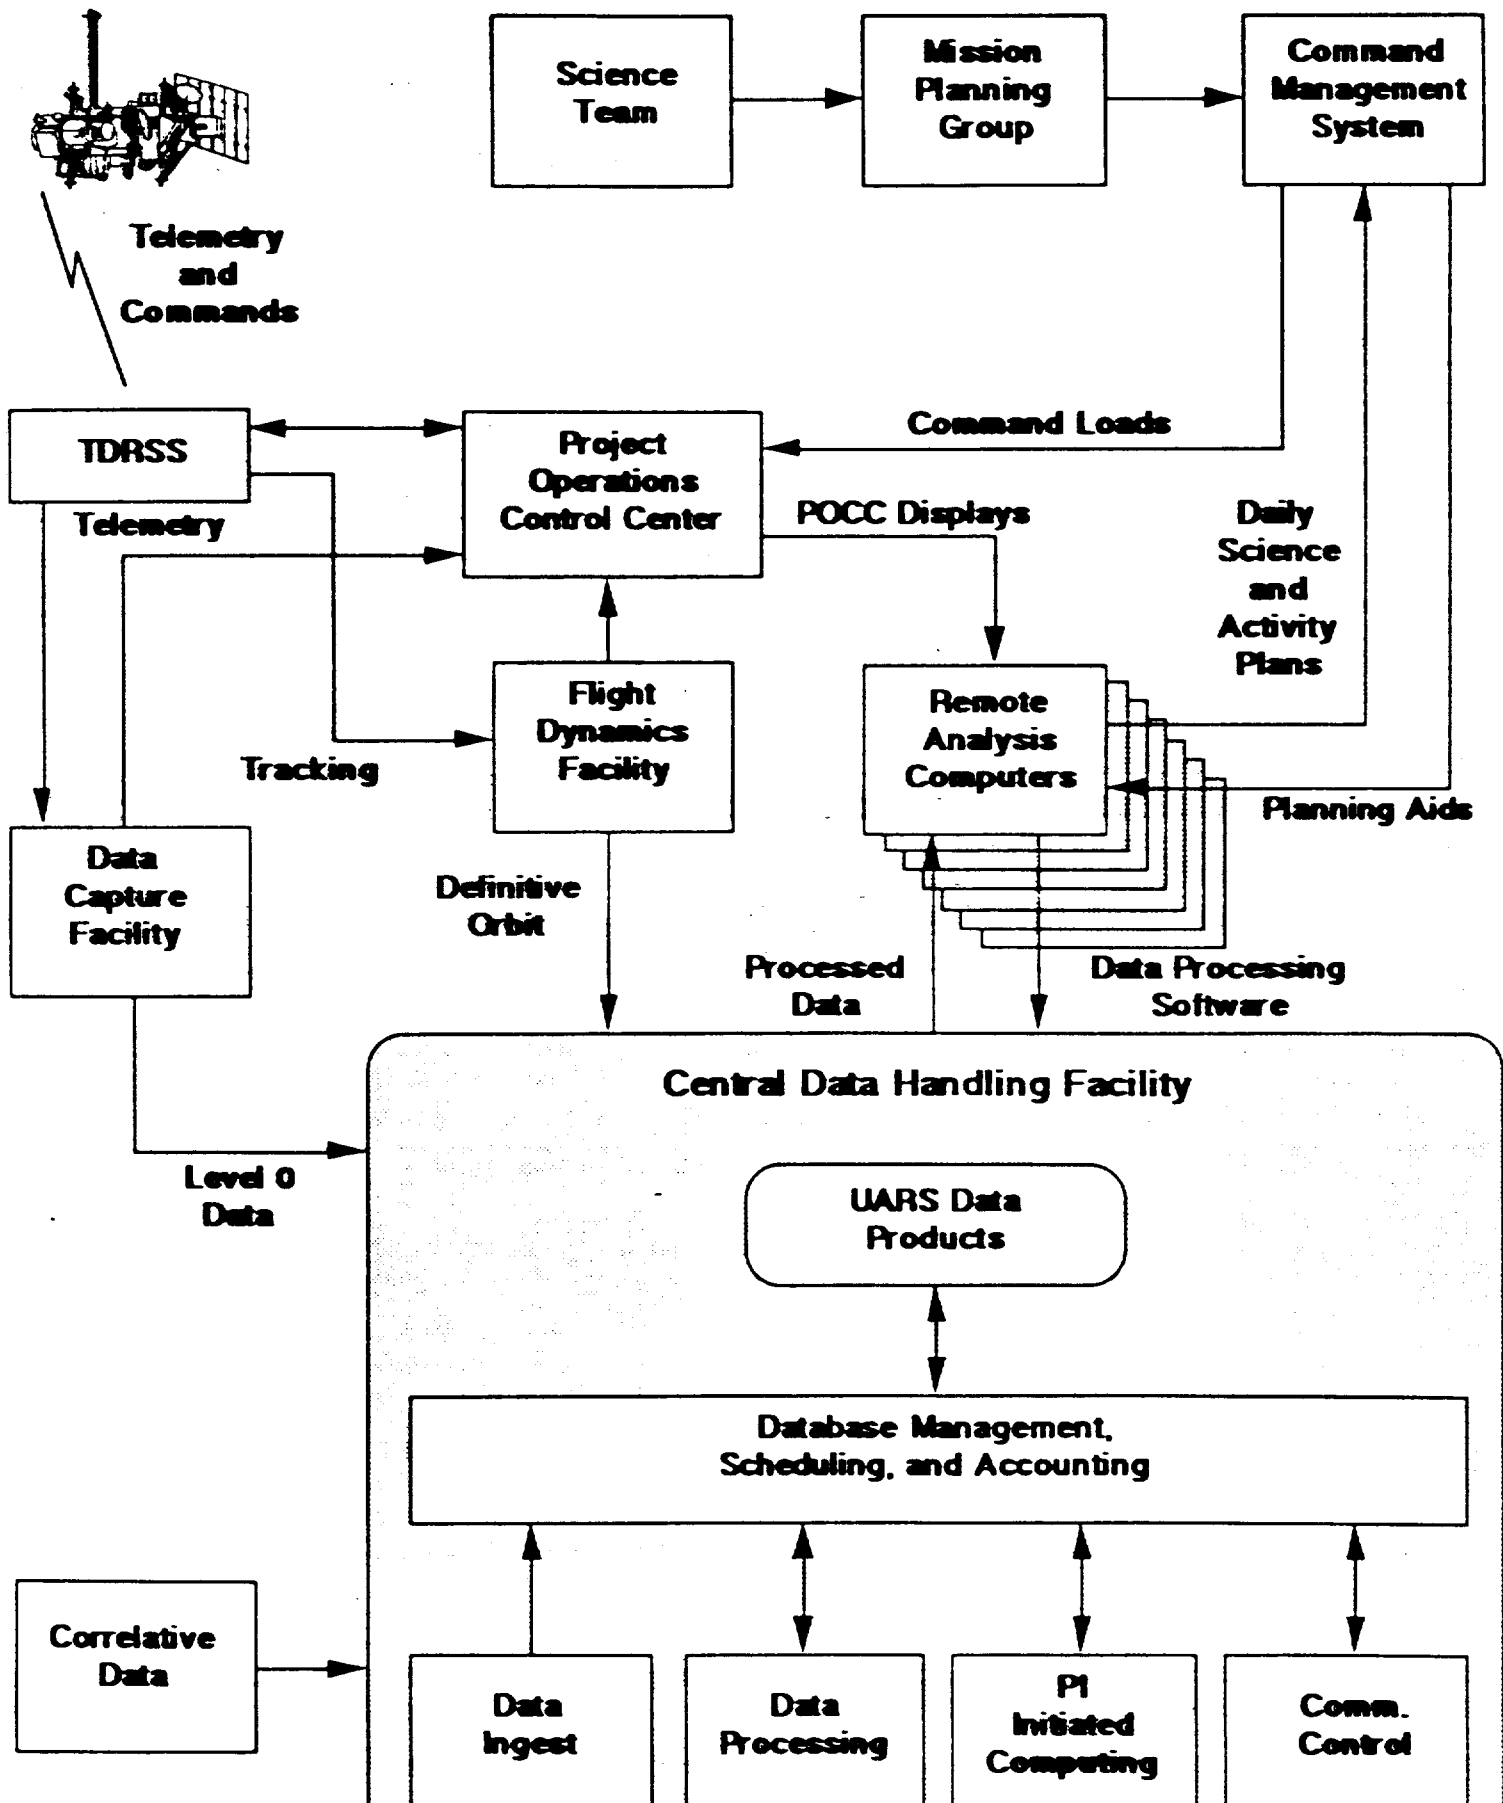 Science
Team
Mission
Planning
Group
Command
Management
System
Telemetry
and
Commands
TDRSS
Telemetry
Project
Operations
Control Center
Command Loads
POCC Displays
Daily
Science
and
Activity
Plans
Flight
Dynamics
Facility
Tracking
Remote
Analysis
Computers
Planning Aids
Data
Capture
Facility
Definitive
Orbit
Processed
Data
Data Processing
Software
Central Data Handling Facility
Level 0
Data
UARS Data
Products
Database Management,
Scheduling, and Accounting
Correlative
Data
Data
Ingest
Data
Processing
PI
Initiated
Computing
Comm.
Control